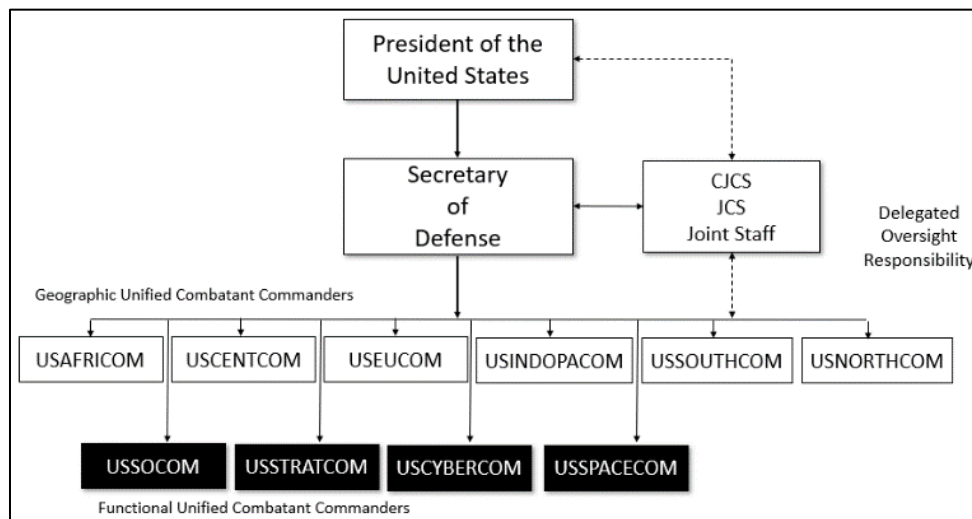 President of the
United States
Secretary
of
Defense
CJCS
JCS
Joint Staff
Delegated
Oversight
Responsibility
Geographic Unified Combatant Commanders
USAFRICOM
USCENTCOM
USEUCOM
USINDOPACOM
USSOUTHCOM
USNORTHCOM
USSOCOM
USSTRATCOM
USCYBERCOM
USSPACECOM
Functional Unified Combatant Commanders